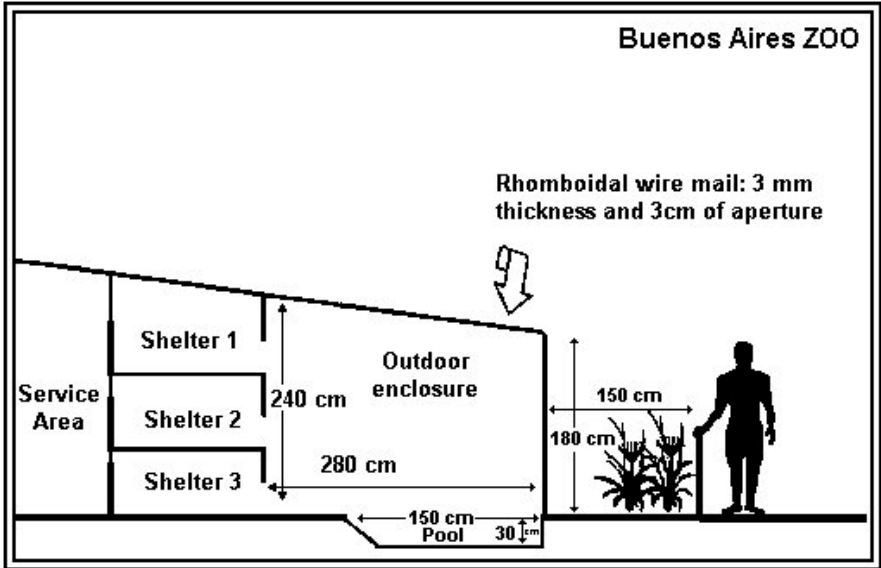 Buenos Aires ZOO
Rhomboidal wire mail: 3 mm
thickness and 3cm of aperture
Shelter 1
Outdoor
enclosure
Service
Area
Shelter 2
240 cm
150 cm
180 cm
Shelter 3
280 cm
150 cm
Pool
30 cm